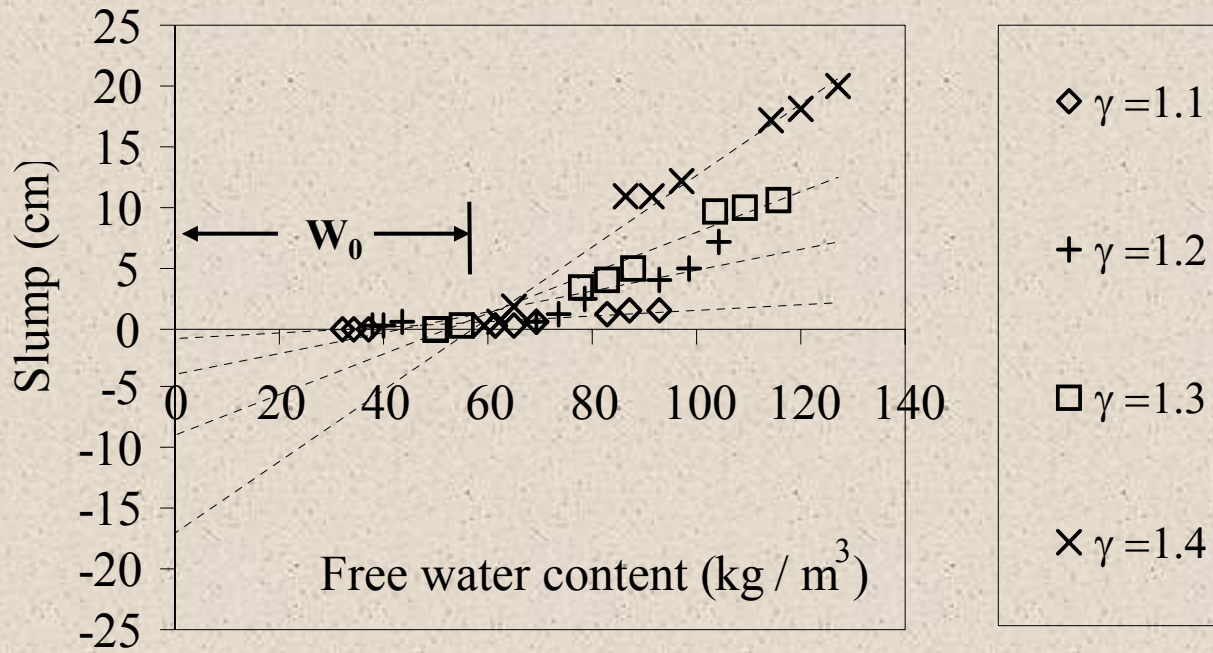 25
20
15
10
5
0
-5
-10
-15
-20
-25
Slump (cm)
W₀
0 20 40 60 80 100 120 140
Free water content (kg / m³)
γ =1.1
γ =1.2
γ =1.3
γ =1.4